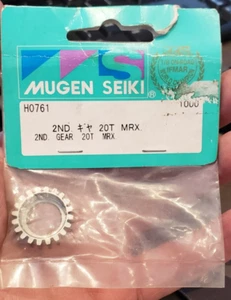 MUGEN SEIKI®
H0761
1000
2ND ギヤ 20T MRX
2ND. GEAR 20T MRX